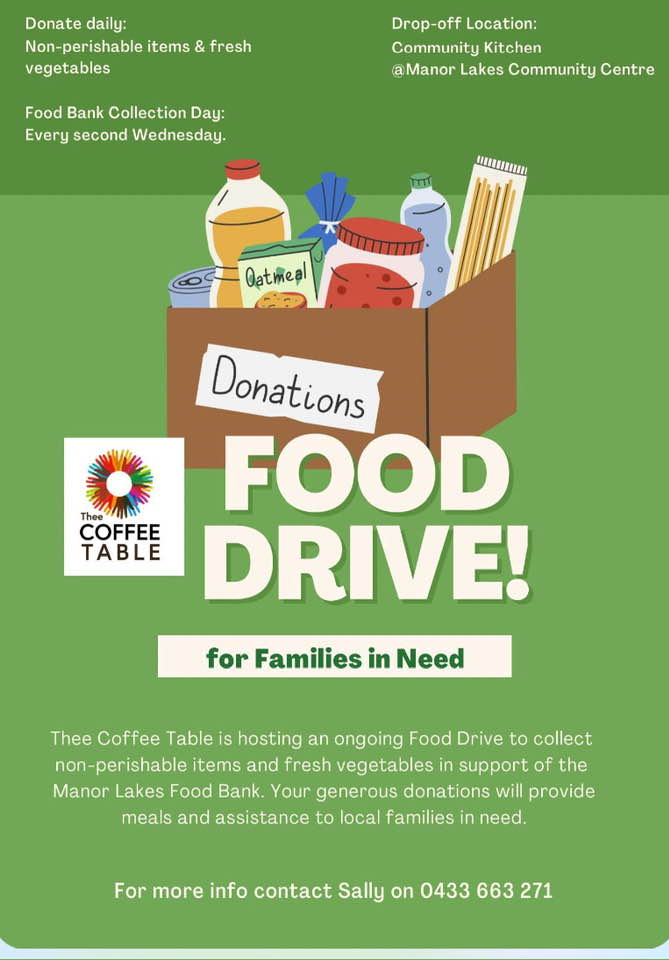 Donate daily:
Non-perishable items & fresh
vegetables
Food Bank Collection Day:
Every second Wednesday.
Drop-off Location:
Community Kitchen
@Manor Lakes Community Centre
Oatmeal
Donations
Thee
COFFEE
TABLE
FOOD
DRIVE!
for Families in Need
Thee Coffee Table is hosting an ongoing Food Drive to collect
non-perishable items and fresh vegetables in support of the
Manor Lakes Food Bank. Your generous donations will provide
meals and assistance to local families in need.
For more info contact Sally on 0433 663 271